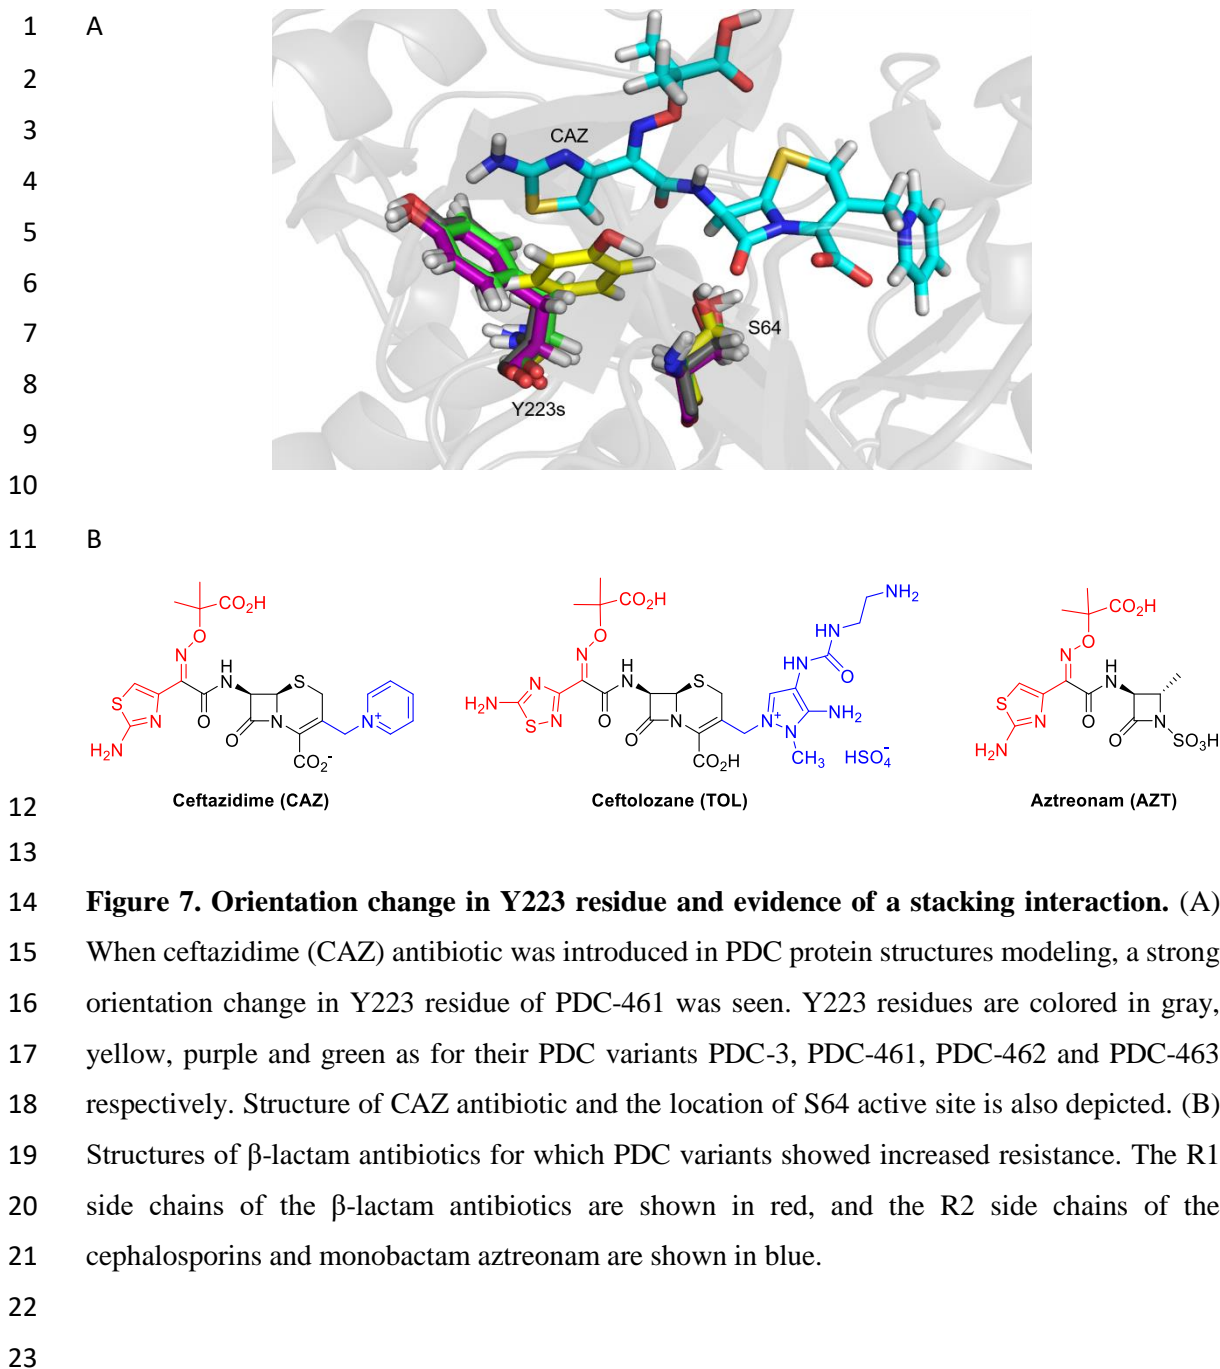 1 A
2
3
CAZ
4
5
6
7
S64
8
Y223s
9
10
11 B
CO₂H
O
N
H
N
S
S
N
O
O
N
N⁺
H₂N
CO₂⁻
Ceftazidime (CAZ)
CO₂H
O
N
H
N
S
N
H₂N
S N
O
O
N
CO₂H
NH₂
HN
HN
O
N⁺
NH₂
N
CH₃
HSO₄⁻
Ceftolozane (TOL)
CO₂H
O
N
H
N
S
N
O
O
N
H₂N
SO₃H
Aztreonam (AZT)
12
13
14 Figure 7. Orientation change in Y223 residue and evidence of a stacking interaction. (A)
15 When ceftazidime (CAZ) antibiotic was introduced in PDC protein structures modeling, a strong
16 orientation change in Y223 residue of PDC-461 was seen. Y223 residues are colored in gray,
17 yellow, purple and green as for their PDC variants PDC-3, PDC-461, PDC-462 and PDC-463
18 respectively. Structure of CAZ antibiotic and the location of S64 active site is also depicted. (B)
19 Structures of β-lactam antibiotics for which PDC variants showed increased resistance. The R1
20 side chains of the β-lactam antibiotics are shown in red, and the R2 side chains of the
21 cephalosporins and monobactam aztreonam are shown in blue.
22
23